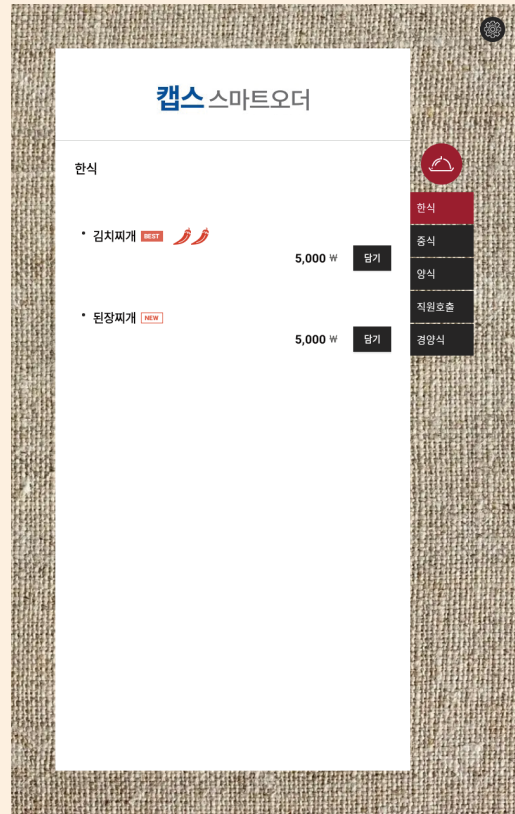 캡스 스마트오더
한식
김치찌개 BEST
5,000 ₩ 담기
된장찌개 NEW
5,000 ₩ 담기
한식
중식
양식
직원호출
경양식